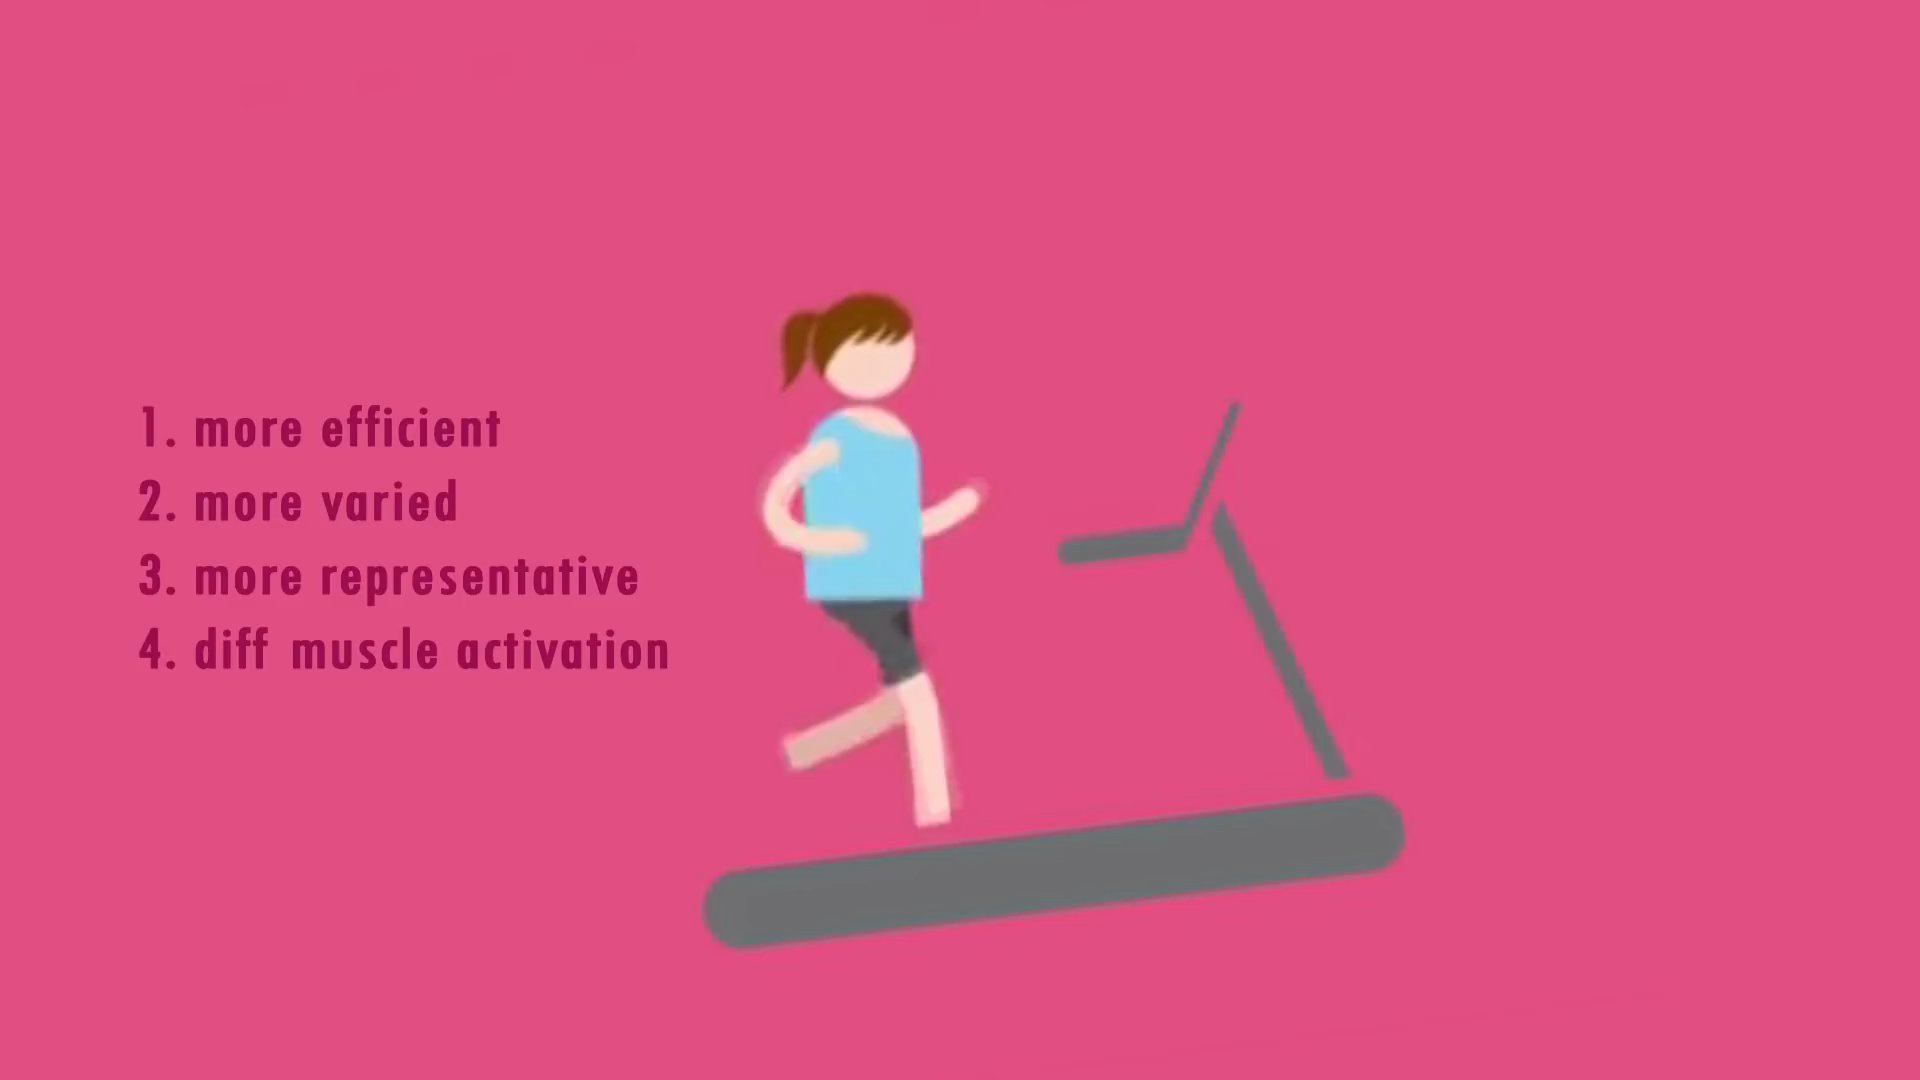 1. more efficient
2. more varied
3. more representative
4. diff muscle activation